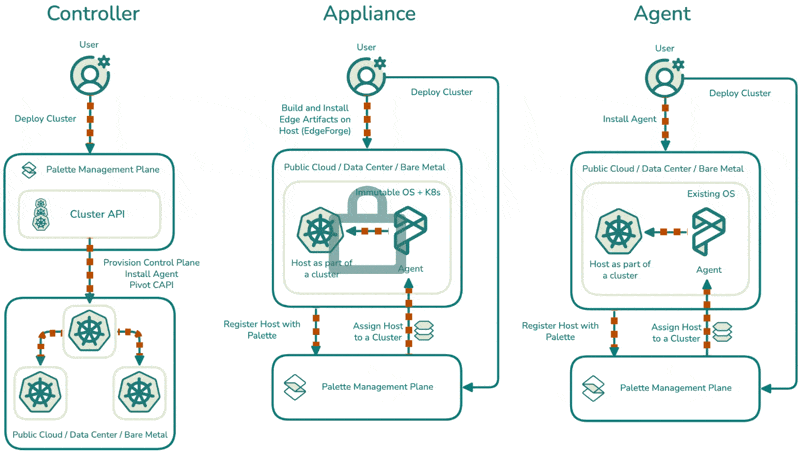 Controller
User
Deploy Cluster
Palette Management Plane
Cluster API
Provision Control Plane
Install Agent
Pivot CAPI
Public Cloud / Data Center / Bare Metal
Appliance
User
Deploy Cluster
Build and Install
Edge Artifacts on
Host (EdgeForge)
Public Cloud / Data Center / Bare Metal
Immutable OS + K8s
Host as part of
a cluster
Agent
Register Host with
Palette
Assign Host
to a Cluster
Palette Management Plane
Agent
User
Deploy Cluster
Install Agent
Public Cloud / Data Center / Bare Metal
Existing OS
Host as part of
a cluster
Agent
Register Host with
Palette
Assign Host
to a Cluster
Palette Management Plane